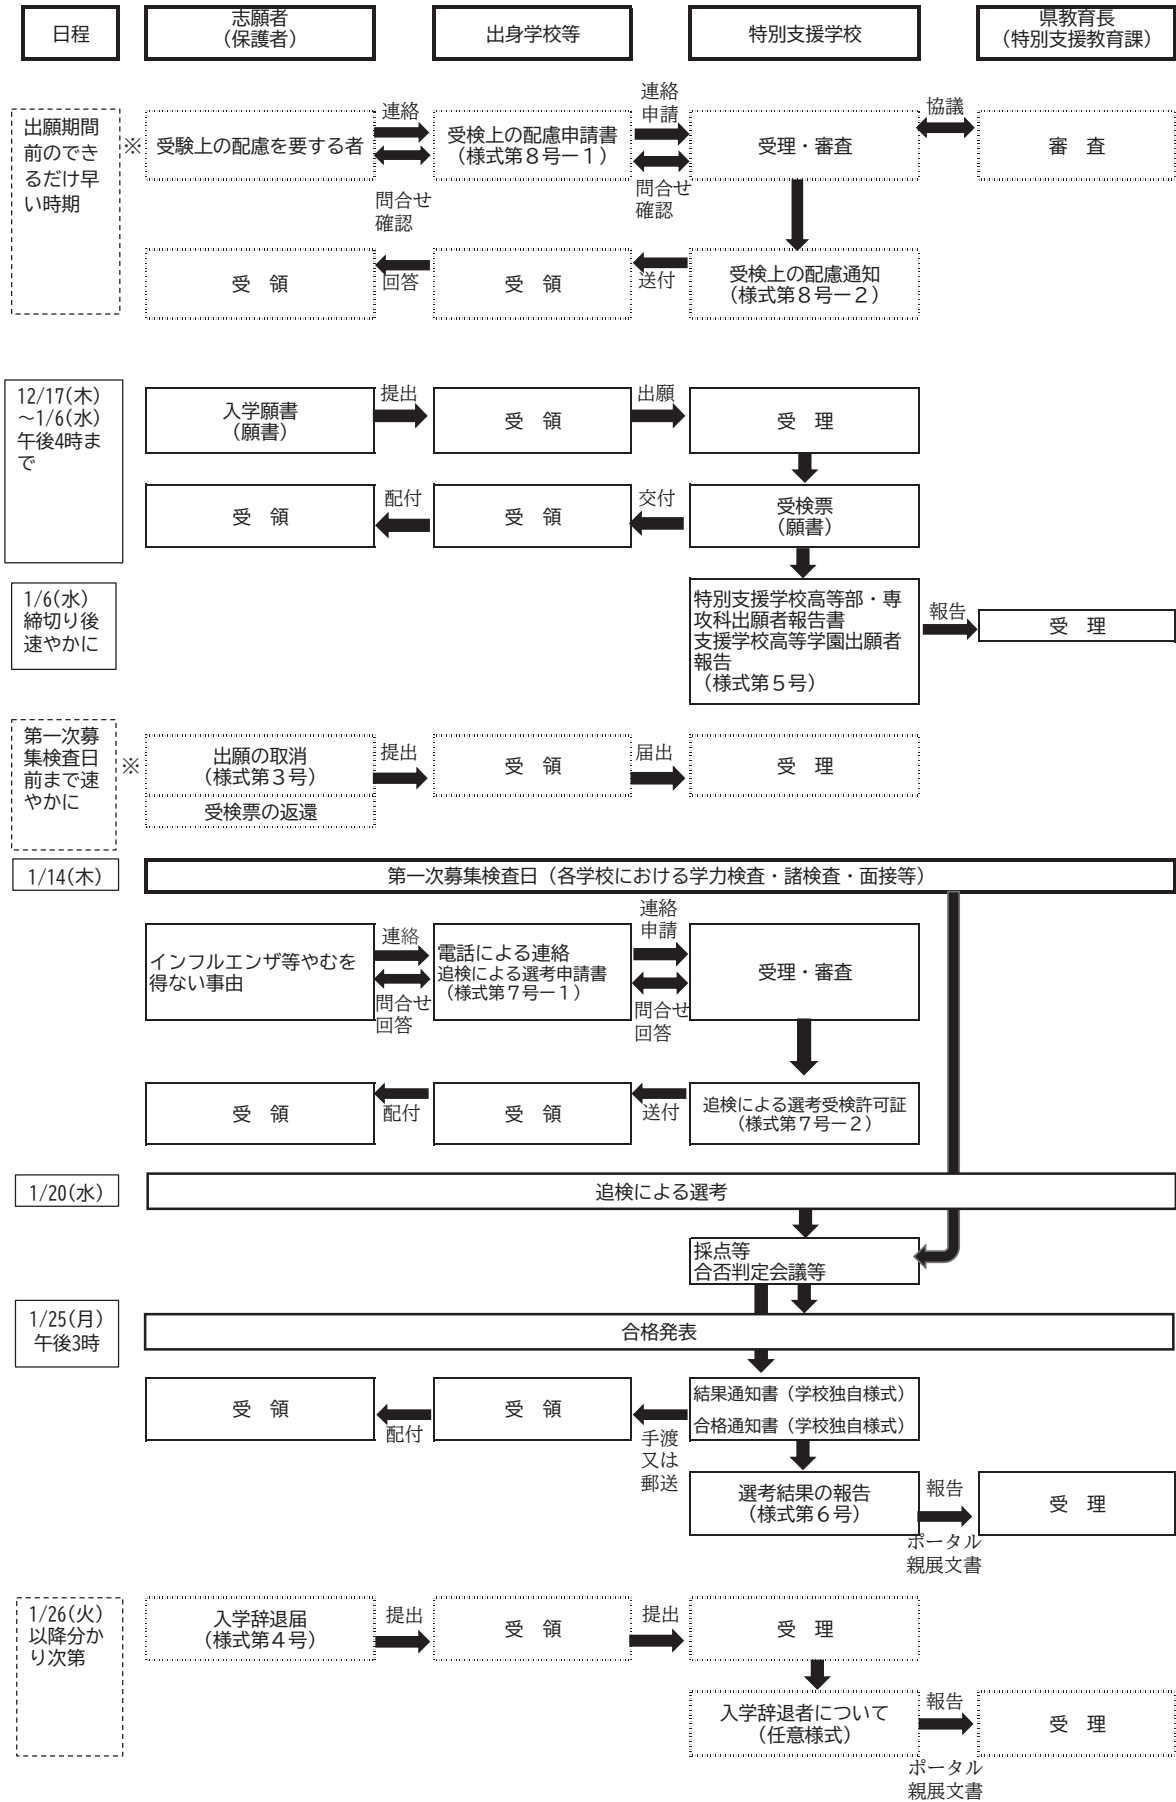 日程
志願者
（保護者）
出身学校等
特別支援学校
県教育長
（特別支援教育課）
出願期間
前のでき
るだけ早
い時期
※
受験上の配慮を要する者
連絡
問合せ
確認
受検上の配慮申請書
（様式第８号－１）
連絡
申請
問合せ
確認
受理・審査
協議
審　査
受　領
回答
受　領
送付
受検上の配慮通知
（様式第８号－２）
12/17(木)
～1/6(水)
午後4時ま
で
入学願書
（願書）
提出
受　領
出願
受　理
受　領
配付
受　領
交付
受検票
（願書）
1/6(水)
締切り後
速やかに
特別支援学校高等部・専
攻科出願者報告書
支援学校高等学園出願者
報告
（様式第５号）
報告
受　理
第一次募
集検査日
前まで速
やかに
※
出願の取消
（様式第３号）
受検票の返還
提出
受　領
届出
受　理
1/14(木)
第一次募集検査日（各学校における学力検査・諸検査・面接等）
インフルエンザ等やむを
得ない事由
連絡
問合せ
回答
電話による連絡
追検による選考申請書
（様式第７号－１）
連絡
申請
問合せ
回答
受理・審査
受　領
配付
受　領
送付
追検による選考受検許可証
（様式第７号－２）
1/20(水)
追検による選考
採点等
合否判定会議等
1/25(月)
午後3時
合格発表
受　領
配付
受　領
手渡
又は
郵送
結果通知書（学校独自様式）
合格通知書（学校独自様式）
選考結果の報告
（様式第６号）
報告
ポータル
親展文書
受　理
1/26(火)
以降分か
り次第
入学辞退届
（様式第４号）
提出
受　領
提出
受　理
入学辞退者について
（任意様式）
報告
ポータル
親展文書
受　理